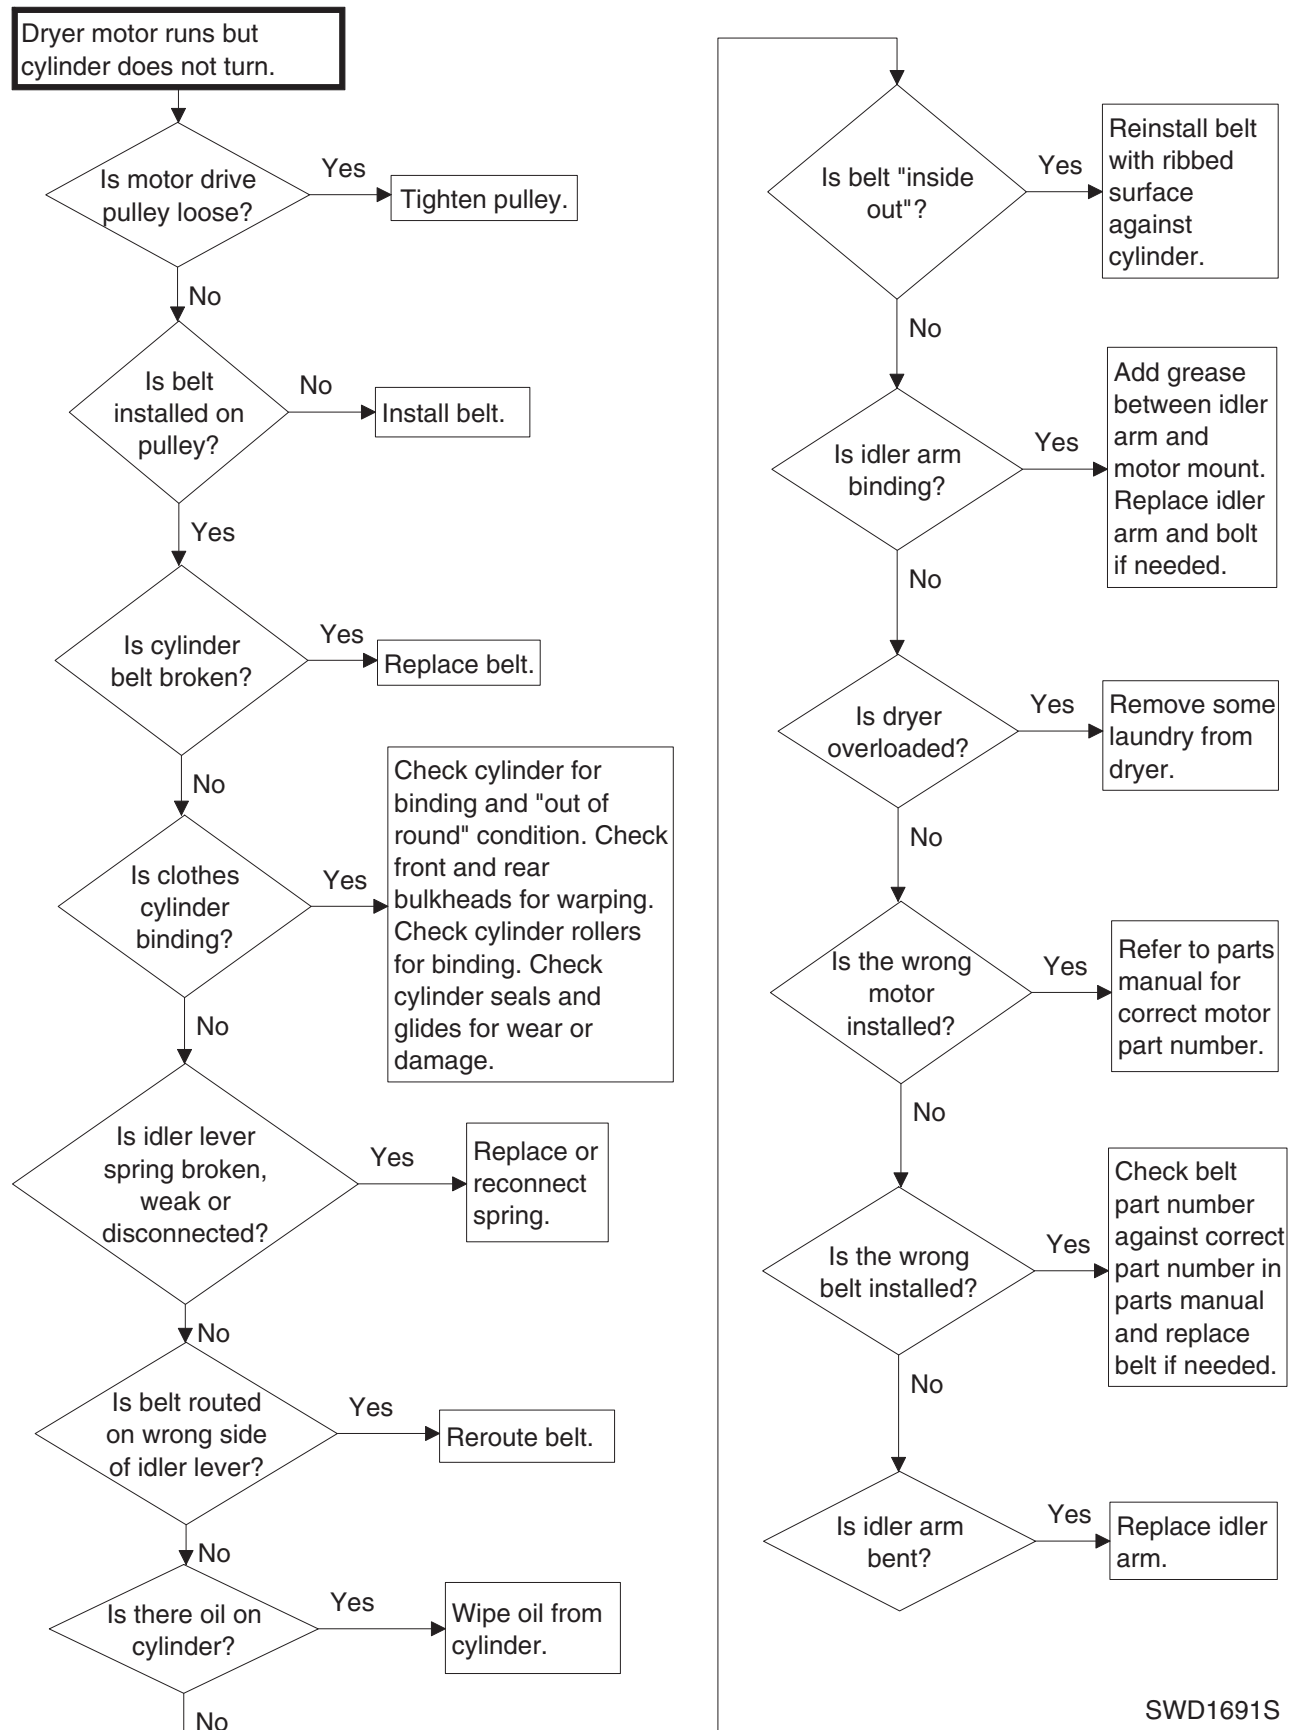 Dryer motor runs but
cylinder does not turn.
Is motor drive
pulley loose?
Yes
Tighten pulley.
No
Is belt
installed on
pulley?
No
Install belt.
Yes
Is cylinder
belt broken?
Yes
Replace belt.
No
Is clothes
cylinder
binding?
Yes
Check cylinder for
binding and "out of
round" condition. Check
front and rear
bulkheads for warping.
Check cylinder rollers
for binding. Check
cylinder seals and
glides for wear or
damage.
No
Is idler lever
spring broken,
weak or
disconnected?
Yes
Replace or
reconnect
spring.
No
Is belt routed
on wrong side
of idler lever?
Yes
Reroute belt.
No
Is there oil on
cylinder?
Yes
Wipe oil from
cylinder.
No
Is belt "inside
out"?
Yes
Reinstall belt
with ribbed
surface
against
cylinder.
No
Is idler arm
binding?
Yes
Add grease
between idler
arm and
motor mount.
Replace idler
arm and bolt
if needed.
No
Is dryer
overloaded?
Yes
Remove some
laundry from
dryer.
No
Is the wrong
motor
installed?
Yes
Refer to parts
manual for
correct motor
part number.
No
Is the wrong
belt installed?
Yes
Check belt
part number
against correct
part number in
parts manual
and replace
belt if needed.
No
Is idler arm
bent?
Yes
Replace idler
arm.
SWD1691S